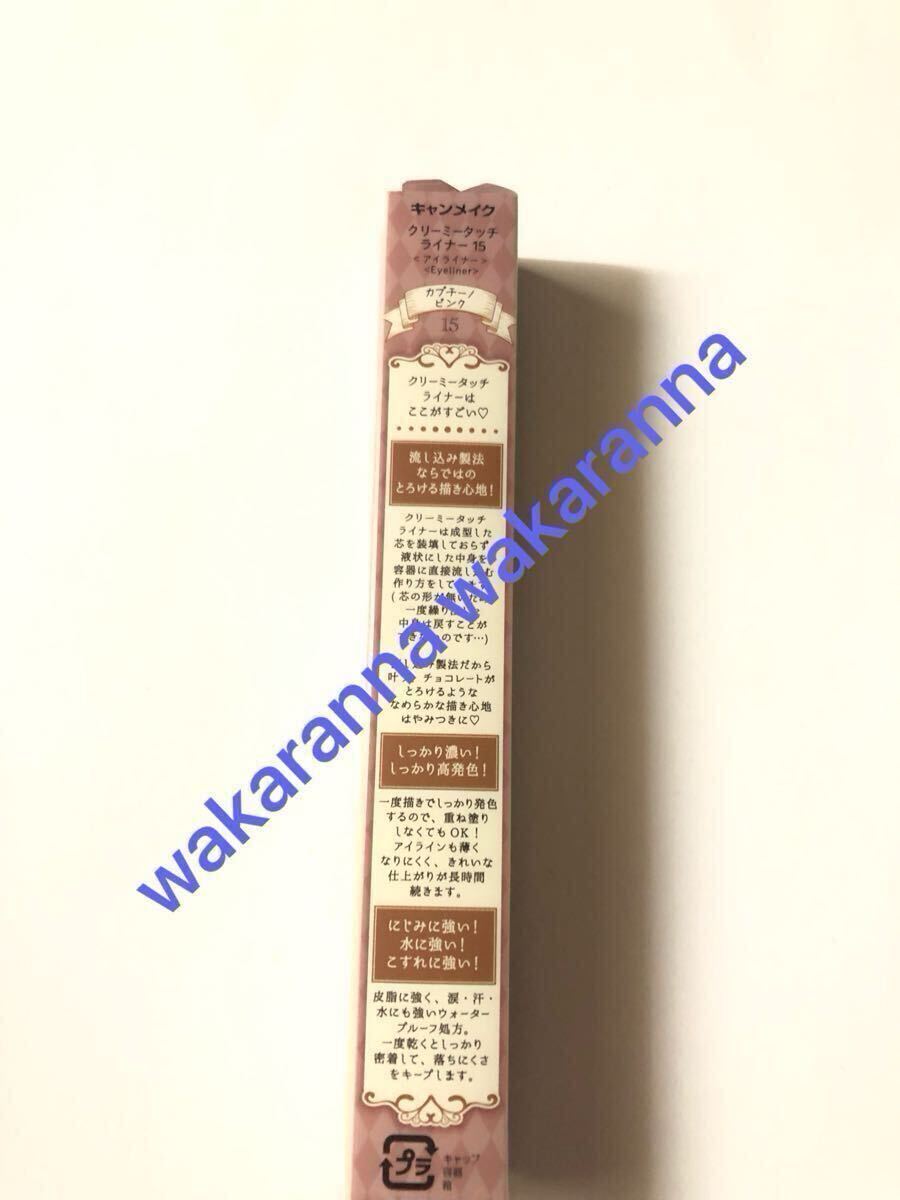 キャンメイク
クリーミータッチ
ライナー 15
<アイライナー>
<Eyeliner>
カプチーノ
ピンク
15
クリーミータッチ
ライナーは
ここがすごい♡
流し込み製法
ならではの
とろける描き心地!
クリーミータッチ
ライナーは成型した
芯を装填しておらず
液状にした中身を
容器に直接流し込む
作り方をして
(芯の形が無いため
一度繰り
中身は戻すことが
のです…)
し込み製法だから
叶う、チョコレートが
とろけるような
なめらかな描き心地
はやみつきに♡
しっかり濃い!
しっかり高発色!
一度描きでしっかり発色
するので、重ね塗り
しなくてもOK!
アイラインも薄く
なりにくく、きれいな
仕上がりが長時間
続きます。
にじみに強い!
水に強い!
こすれに強い!
皮脂に強く、涙・汗・
水にも強いウォーター
プルーフ処方。
一度乾くとしっかり
密着して、落ちにくさ
をキープします。
プラ
キャップ
容器
箱
wakaranna wakaranna